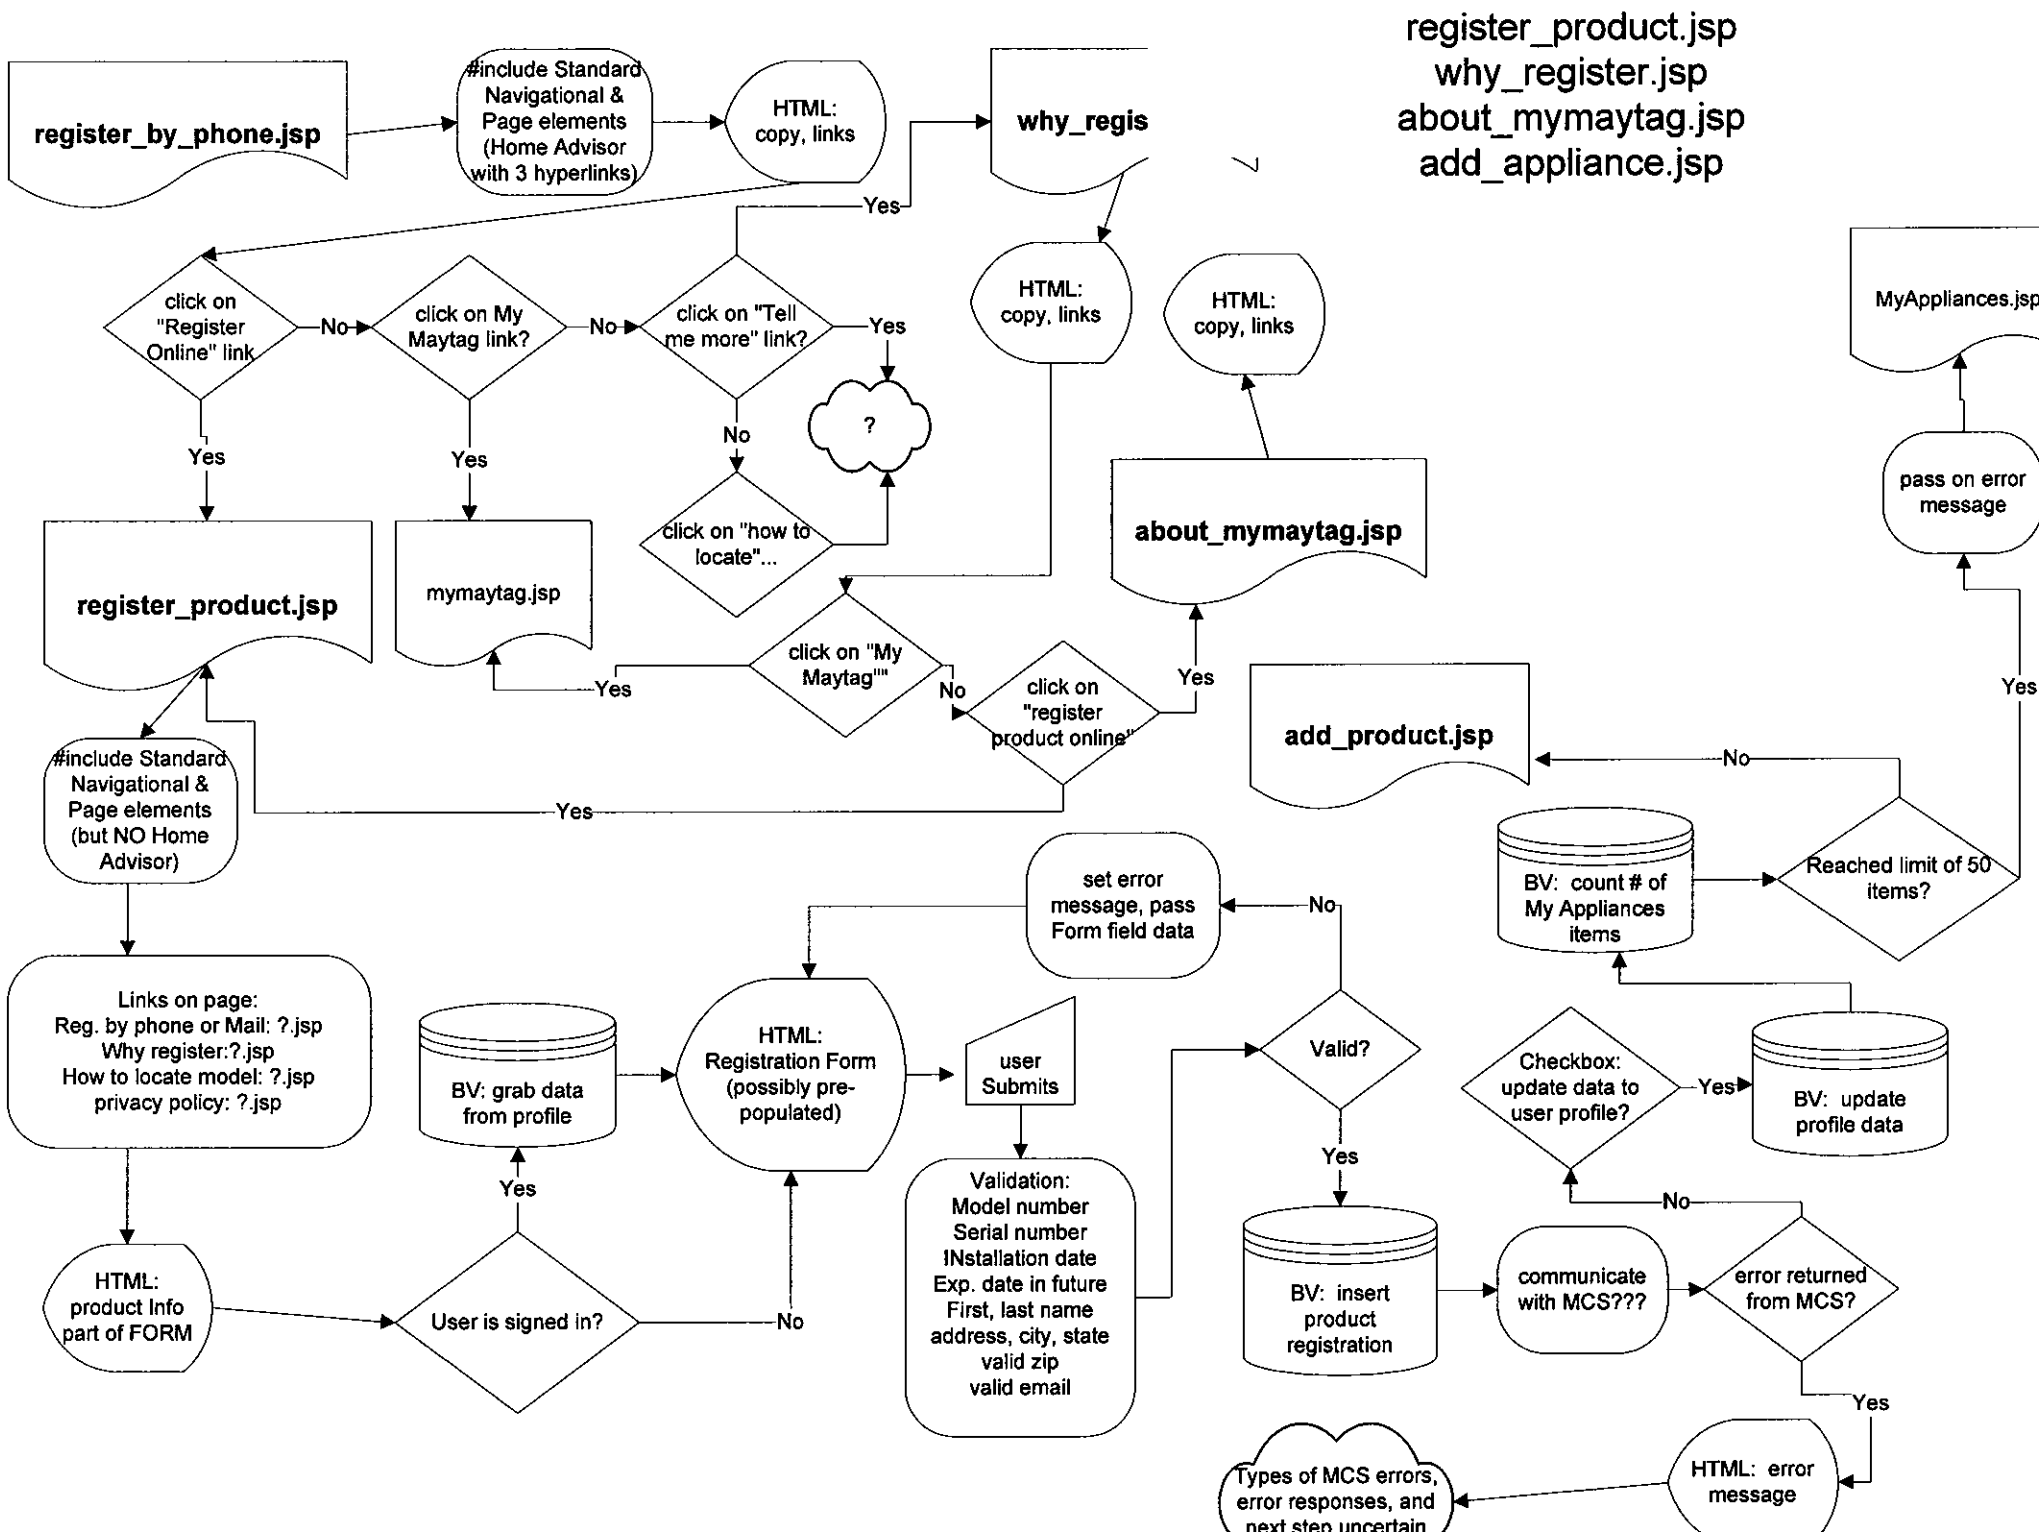 register_product.jsp
why_register.jsp
about_mymaytag.jsp
add_appliance.jsp
register_by_phone.jsp
#include Standard
Navigational &
Page elements
(Home Advisor
with 3 hyperlinks)
HTML:
copy, links
why_regis
Yes
click on
"Register
Online" link
No
click on My
Maytag link?
No
click on "Tell
me more" link?
Yes
?
HTML:
copy, links
HTML:
copy, links
MyAppliances.jsp
Yes
Yes
No
pass on error
message
click on "how to
locate"...
about_mymaytag.jsp
register_product.jsp
mymaytag.jsp
click on "My
Maytag""
Yes
No
click on
"register
product online"
Yes
Yes
add_product.jsp
No
#include Standard
Navigational &
Page elements
(but NO Home
Advisor)
Yes
set error
message, pass
Form field data
No
BV: count # of
My Appliances
items
Reached limit of 50
items?
Links on page:
Reg. by phone or Mail: ?.jsp
Why register:?.jsp
How to locate model: ?.jsp
privacy policy: ?.jsp
BV: grab data
from profile
HTML:
Registration Form
(possibly pre-
populated)
user
Submits
Valid?
Checkbox:
update data to
user profile?
Yes
BV: update
profile data
Yes
Yes
Validation:
Model number
Serial number
INstallation date
Exp. date in future
First, last name
address, city, state
valid zip
valid email
No
HTML:
product Info
part of FORM
User is signed in?
No
BV: insert
product
registration
communicate
with MCS???
error returned
from MCS?
Yes
Types of MCS errors,
error responses, and
next step uncertain
HTML: error
message